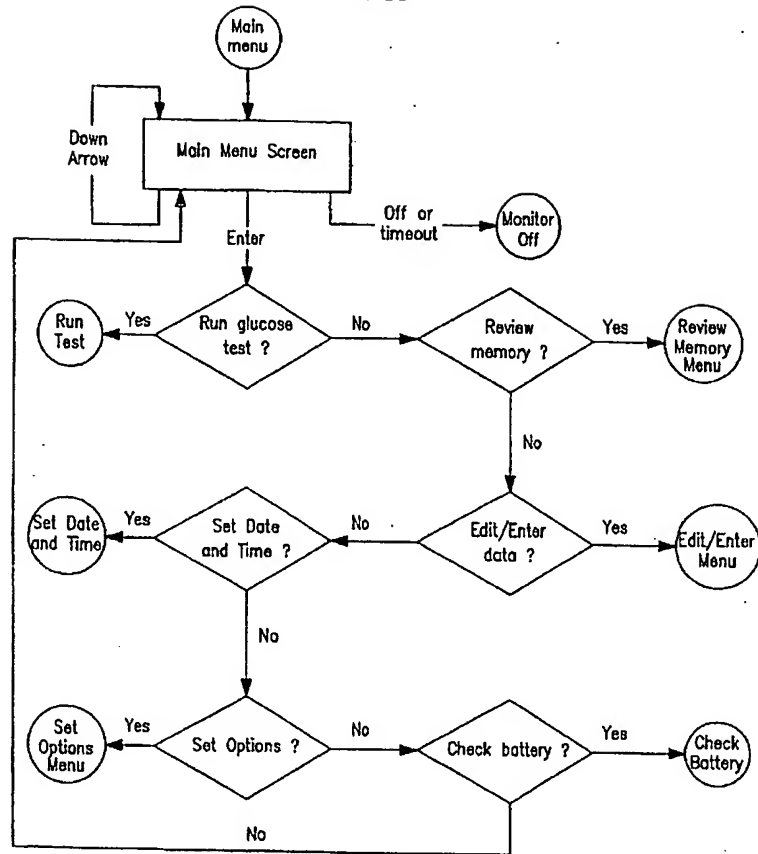 Main
menu
Down
Arrow
Main Menu Screen
Enter
Off or
timeout
Monitor
Off
Run
Test
Yes
Run glucose
test ?
No
Review
memory ?
Yes
Review
Memory
Menu
No
Set Date
and Time
Yes
Set Date
and Time ?
No
Edit/Enter
data ?
Yes
Edit/Enter
Menu
No
Set
Options
Menu
Yes
Set Options ?
No
Check battery ?
Yes
Check
Battery
No